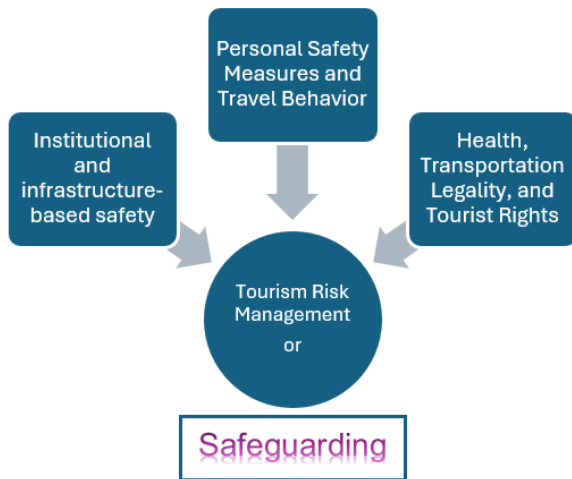 Personal Safety
Measures and
Travel Behavior
Institutional
and
infrastructure-
based safety
Health,
Transportation
Legality, and
Tourist Rights
Tourism Risk
Management
or
Safeguarding